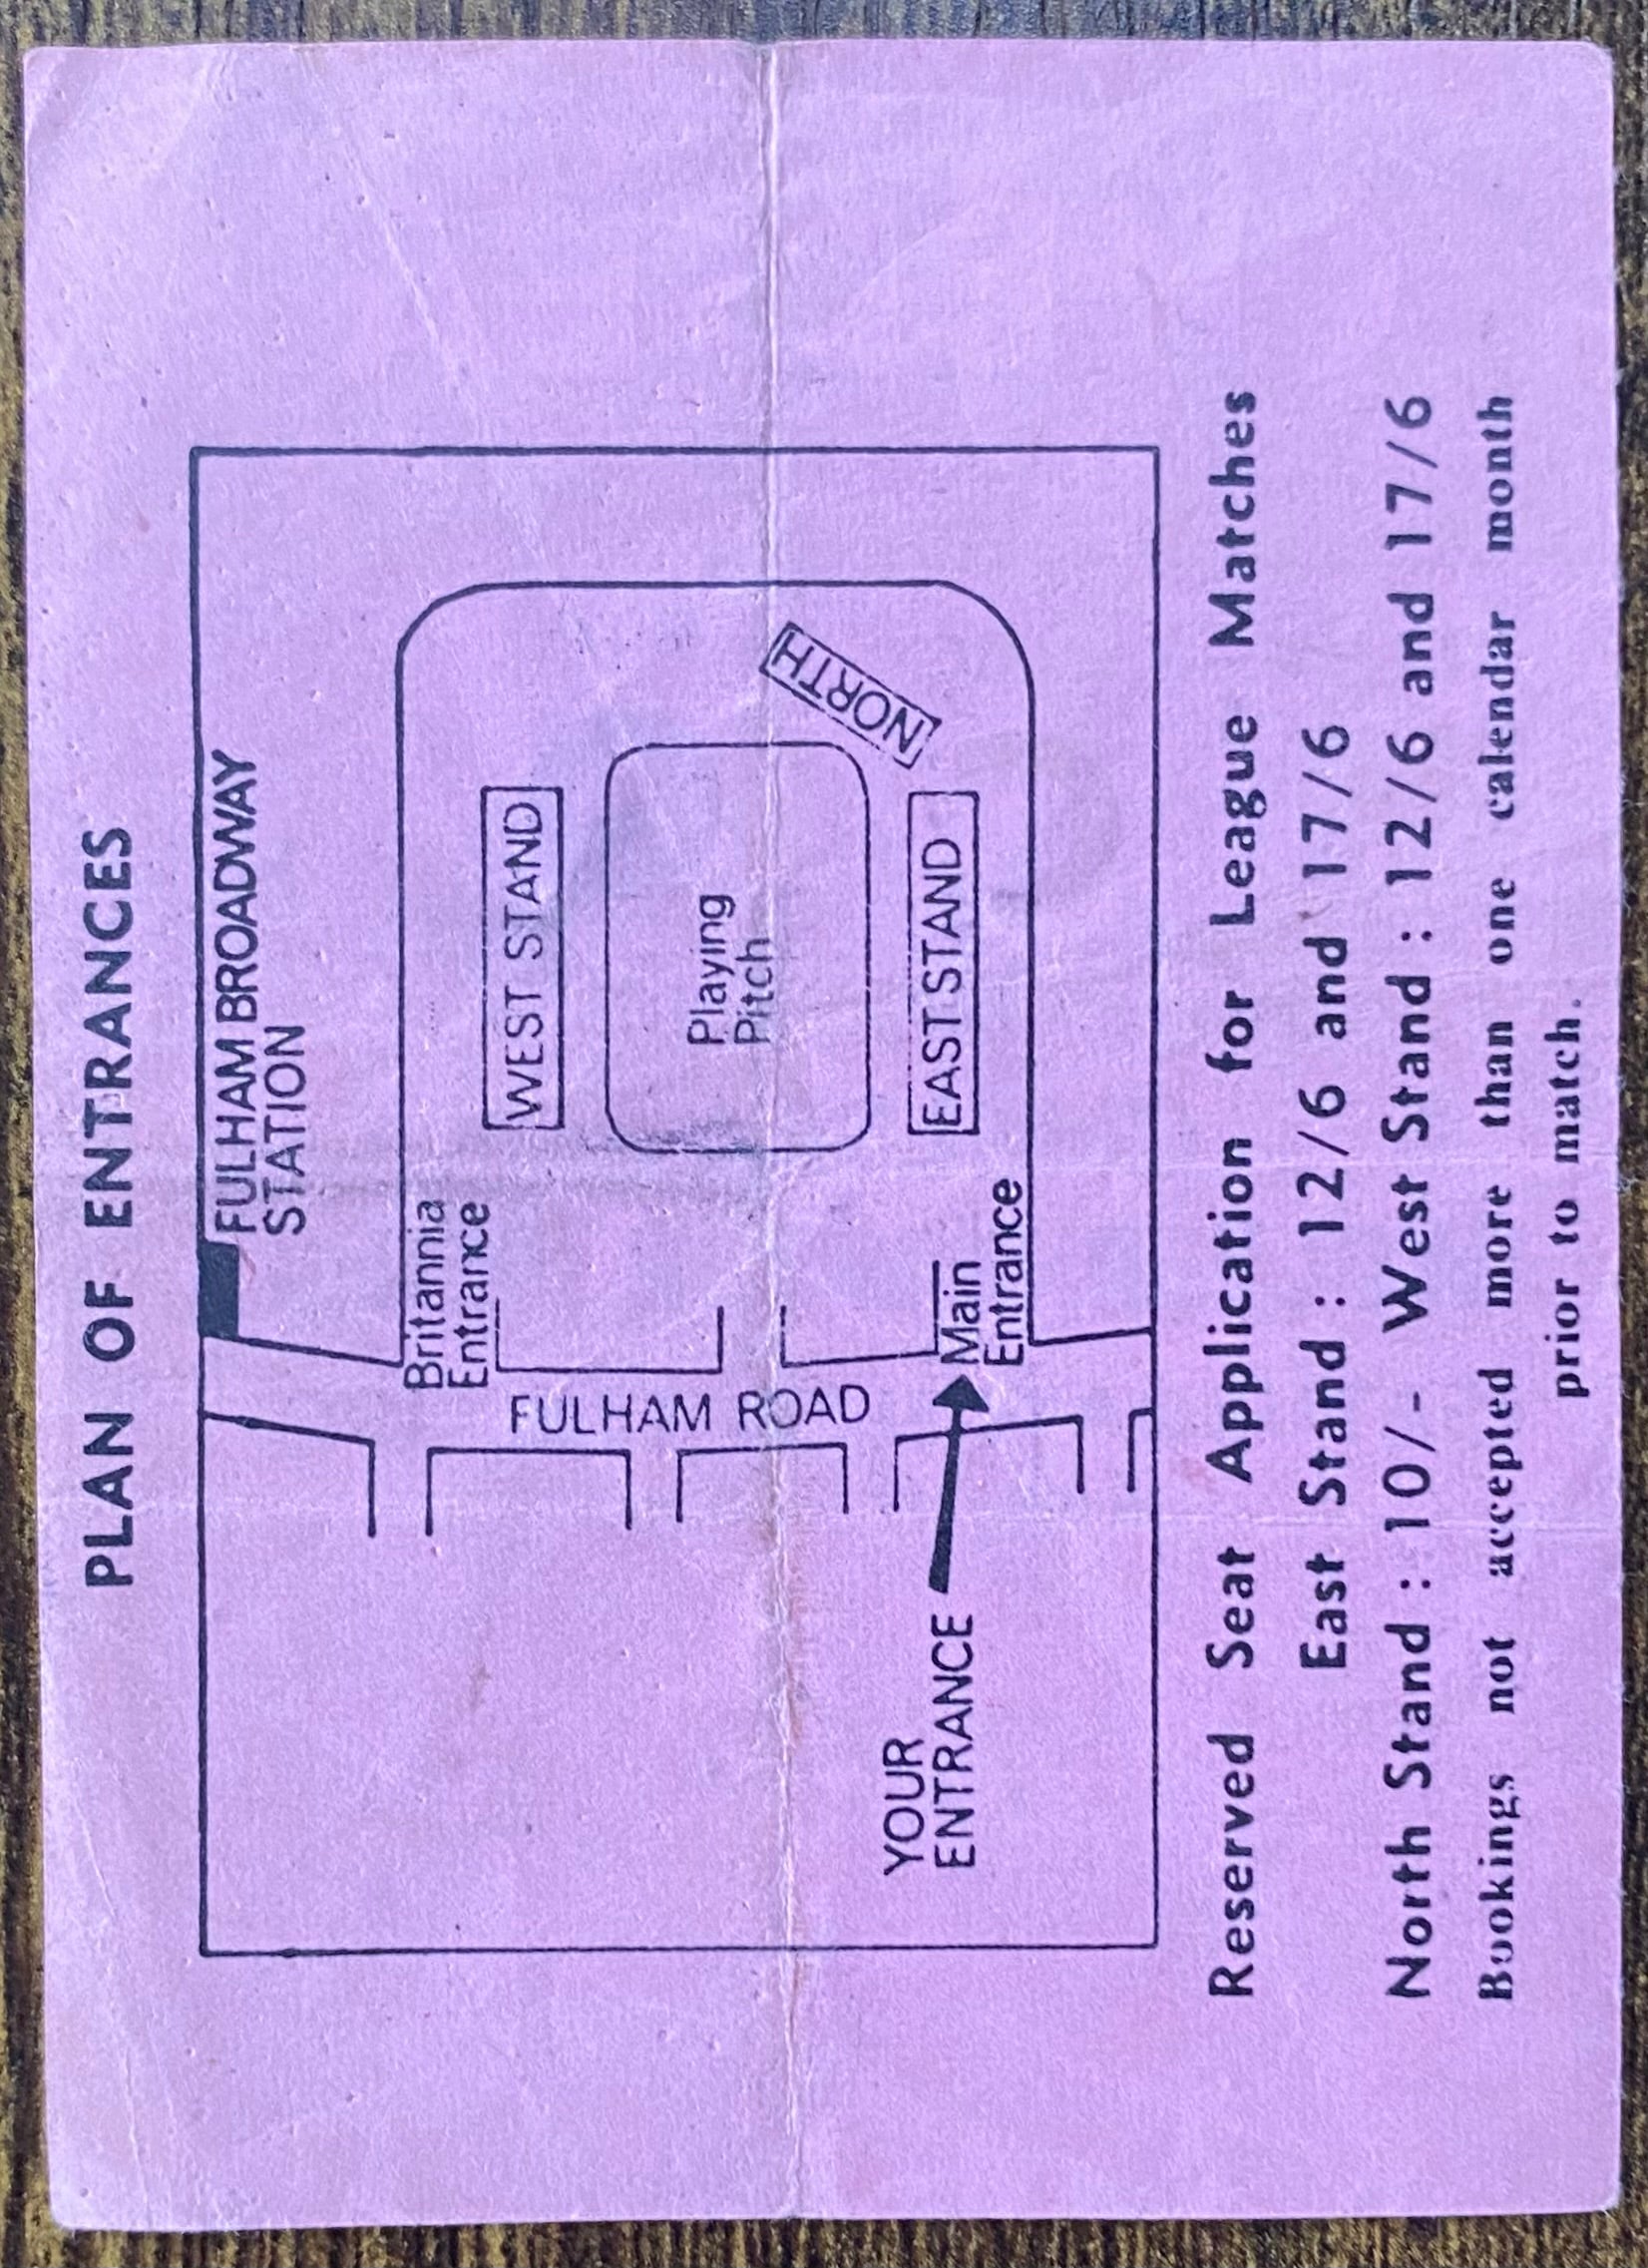 PLAN OF ENTRANCES
FULHAM BROADWAY
STATION
Britannia
Entrance
WEST STAND
FULHAM ROAD
Playing
Pitch
NORTH
EAST STAND
Main
Entrance
YOUR
ENTRANCE
Reserved Seat Application for League Matches
East Stand : 12/6 and 17/6
North Stand : 10/- West Stand : 12/6 and 17/6
Bookings not accepted more than one calendar month
prior to match.